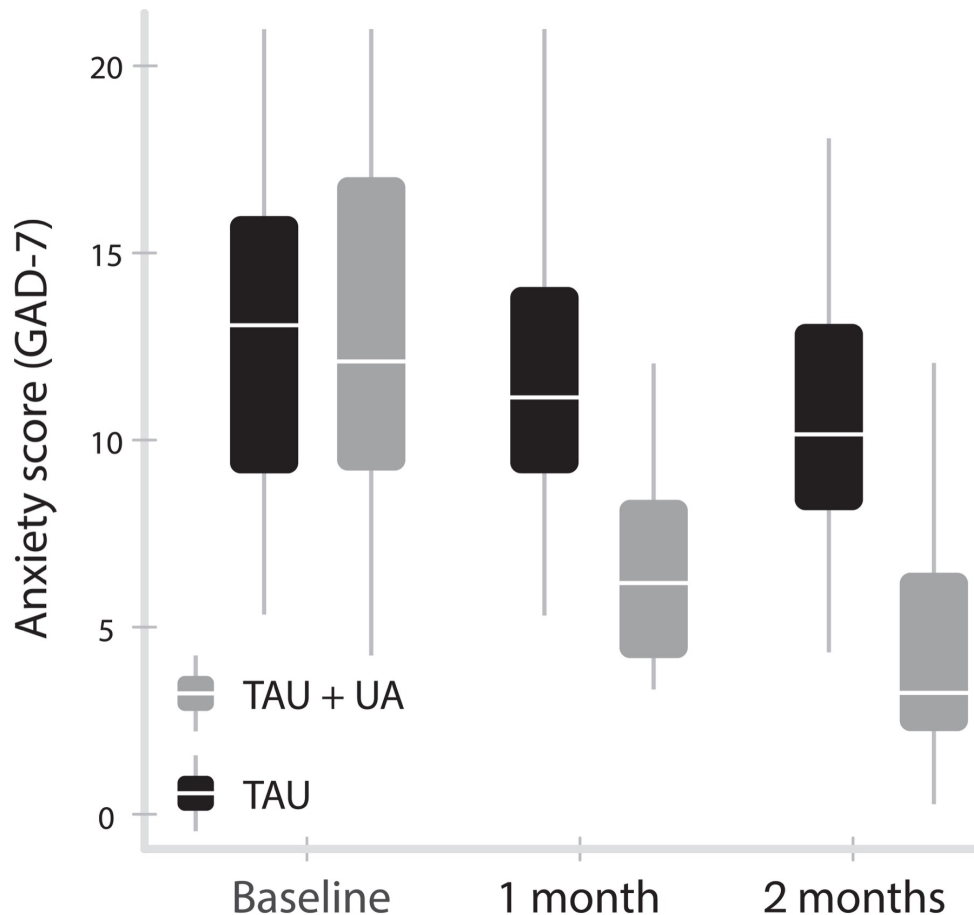 Anxiety score (GAD-7)
20
15
10
5
0
TAU + UA
TAU
Baseline
1 month
2 months